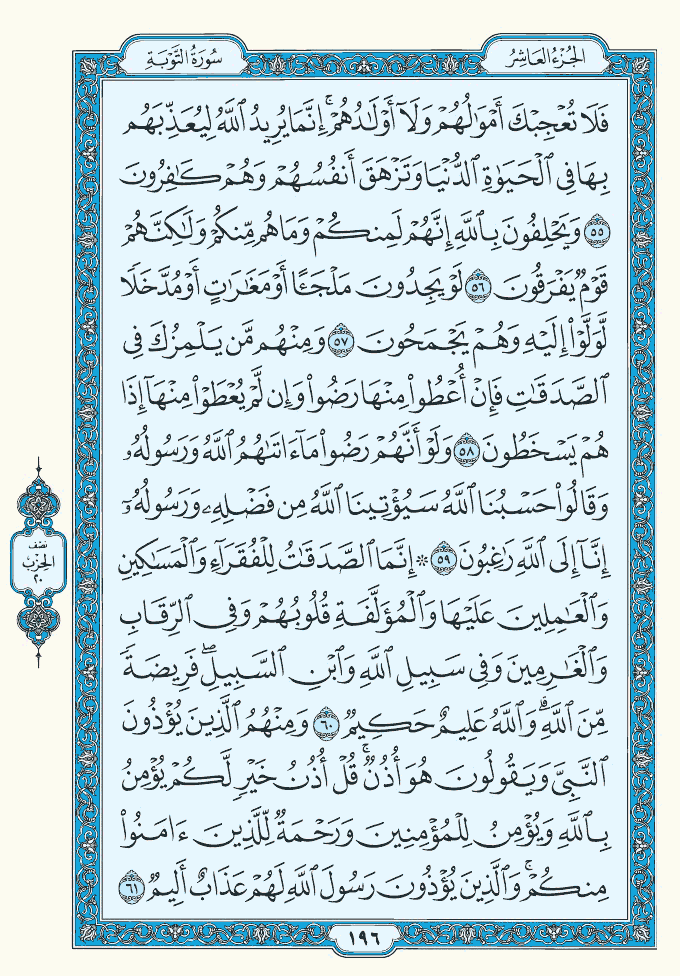 الجُزْءُ العَاشِرُ
سُورَةُ التَّوْبَةِ
فَلَا تُعْجِبْكَ أَمْوَٰلُهُمْ وَلَآ أَوْلَٰدُهُمْ ۚ إِنَّمَا يُرِيدُ ٱللَّهُ لِيُعَذِّبَهُم
بِهَا فِى ٱلْحَيَوٰةِ ٱلدُّنْيَا وَتَزْهَقَ أَنفُسُهُمْ وَهُمْ كَٰفِرُونَ
٥٥ وَيَحْلِفُونَ بِٱللَّهِ إِنَّهُمْ لَمِنكُمْ وَمَا هُم مِّنكُمْ وَلَٰكِنَّهُمْ
قَوْمٌ يَفْرَقُونَ ٥٦ لَوْ يَجِدُونَ مَلْجَـًٔا أَوْ مَغَٰرَٰتٍ أَوْ مُدَّخَلًا
لَّوَلَّوْا۟ إِلَيْهِ وَهُمْ يَجْمَحُونَ ٥٧ وَمِنْهُم مَّن يَلْمِزُكَ فِى
ٱلصَّدَقَٰتِ فَإِنْ أُعْطُوا۟ مِنْهَا رَضُوا۟ وَإِن لَّمْ يُعْطَوْا۟ مِنْهَآ إِذَا
هُمْ يَسْخَطُونَ ٥٨ وَلَوْ أَنَّهُمْ رَضُوا۟ مَآ ءَاتَىٰهُمُ ٱللَّهُ وَرَسُولُهُۥ
وَقَالُوا۟ حَسْبُنَا ٱللَّهُ سَيُؤْتِينَا ٱللَّهُ مِن فَضْلِهِۦ وَرَسُولُهُۥٓ
إِنَّآ إِلَى ٱللَّهِ رَٰغِبُونَ ٥٩ * إِنَّمَا ٱلصَّدَقَٰتُ لِلْفُقَرَآءِ وَٱلْمَسَٰكِينِ
وَٱلْعَٰمِلِينَ عَلَيْهَا وَٱلْمُؤَلَّفَةِ قُلُوبُهُمْ وَفِى ٱلرِّقَابِ
وَٱلْغَٰرِمِينَ وَفِى سَبِيلِ ٱللَّهِ وَٱبْنِ ٱلسَّبِيلِ ۖ فَرِيضَةً
مِّنَ ٱللَّهِ ۗ وَٱللَّهُ عَلِيمٌ حَكِيمٌ ٦٠ وَمِنْهُمُ ٱلَّذِينَ يُؤْذُونَ
ٱلنَّبِىَّ وَيَقُولُونَ هُوَ أُذُنٌ ۚ قُلْ أُذُنُ خَيْرٍ لَّكُمْ يُؤْمِنُ
بِٱللَّهِ وَيُؤْمِنُ لِلْمُؤْمِنِينَ وَرَحْمَةٌ لِّلَّذِينَ ءَامَنُوا۟
مِنكُمْ ۚ وَٱلَّذِينَ يُؤْذُونَ رَسُولَ ٱللَّهِ لَهُمْ عَذَابٌ أَلِيمٌ ٦١
نصف
الحزب
٢٠
١٩٦